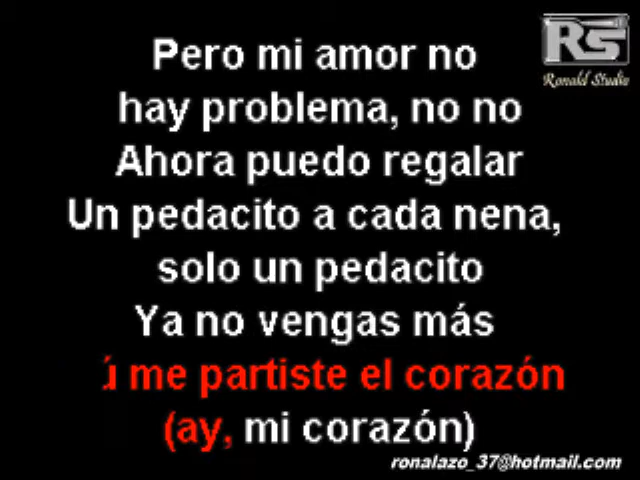 RS
Ronald Studio
Pero mi amor no
hay problema, no no
Ahora puedo regalar
Un pedacito a cada nena,
solo un pedacito
Ya no vengas más
ú me partiste el corazón
(ay, mi corazón)
ronalazo_37@hotmail.com